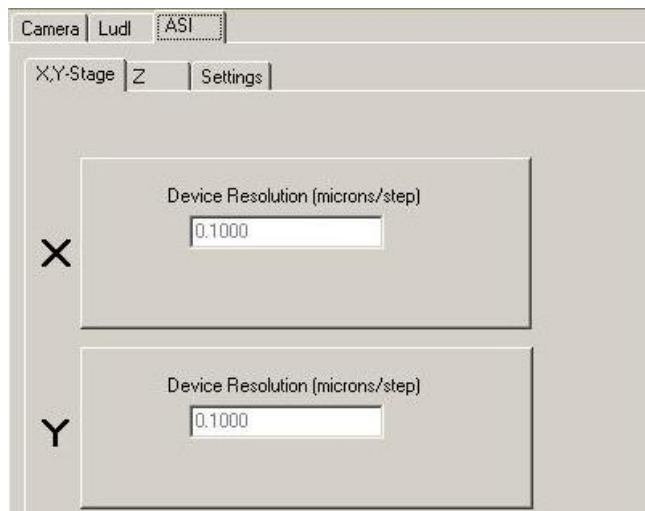 Camera Ludl ASI
X,Y-Stage Z Settings
Device Resolution (microns/step)
0.1000
X
Device Resolution (microns/step)
0.1000
Y